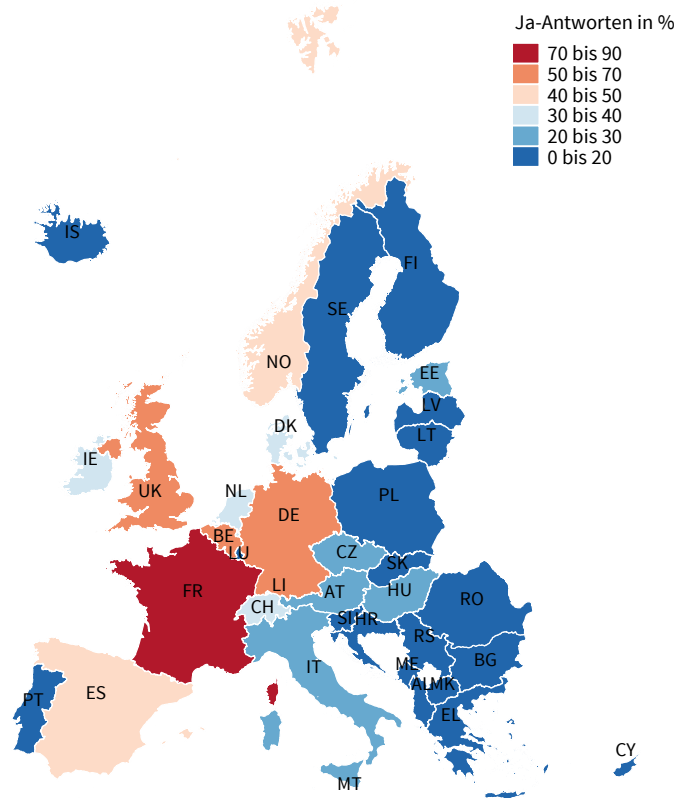 Ja-Antworten in %
70 bis 90
50 bis 70
40 bis 50
30 bis 40
20 bis 30
0 bis 20
IS
FI
SE
NO
EE
LV
DK
LT
IE
UK
NL
PL
DE
BE
LU
CZ
SK
FR
LI
AT
HU
CH
RO
SI
HR
RS
BG
ME
IT
AL
MK
ES
PT
EL
CY
MT